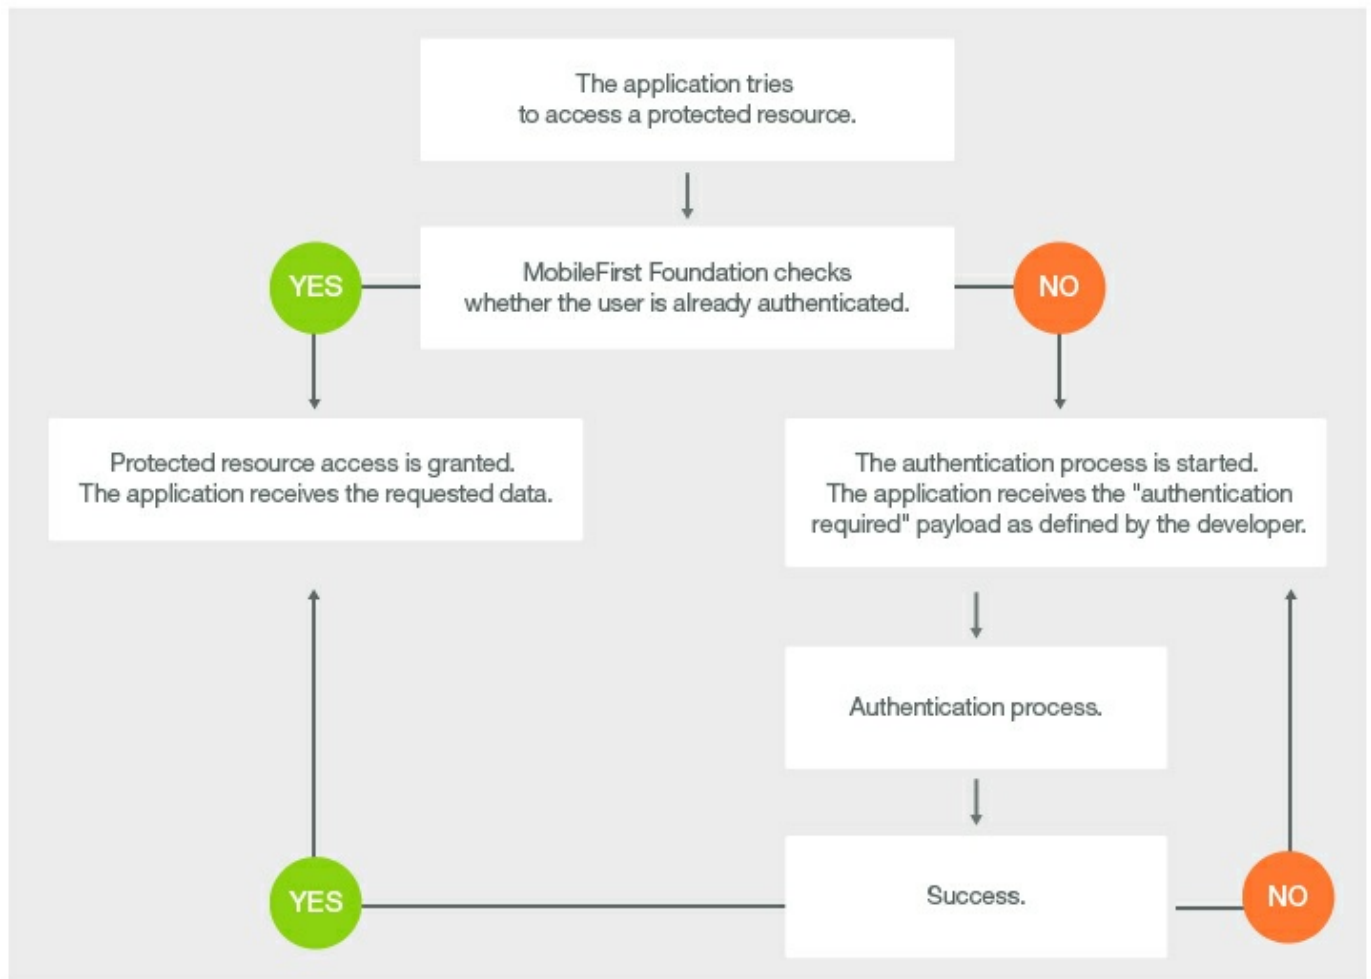 The application tries
to access a protected resource.
YES
MobileFirst Foundation checks
whether the user is already authenticated.
NO
Protected resource access is granted.
The application receives the requested data.
The authentication process is started.
The application receives the "authentication
required" payload as defined by the developer.
Authentication process.
YES
Success.
NO